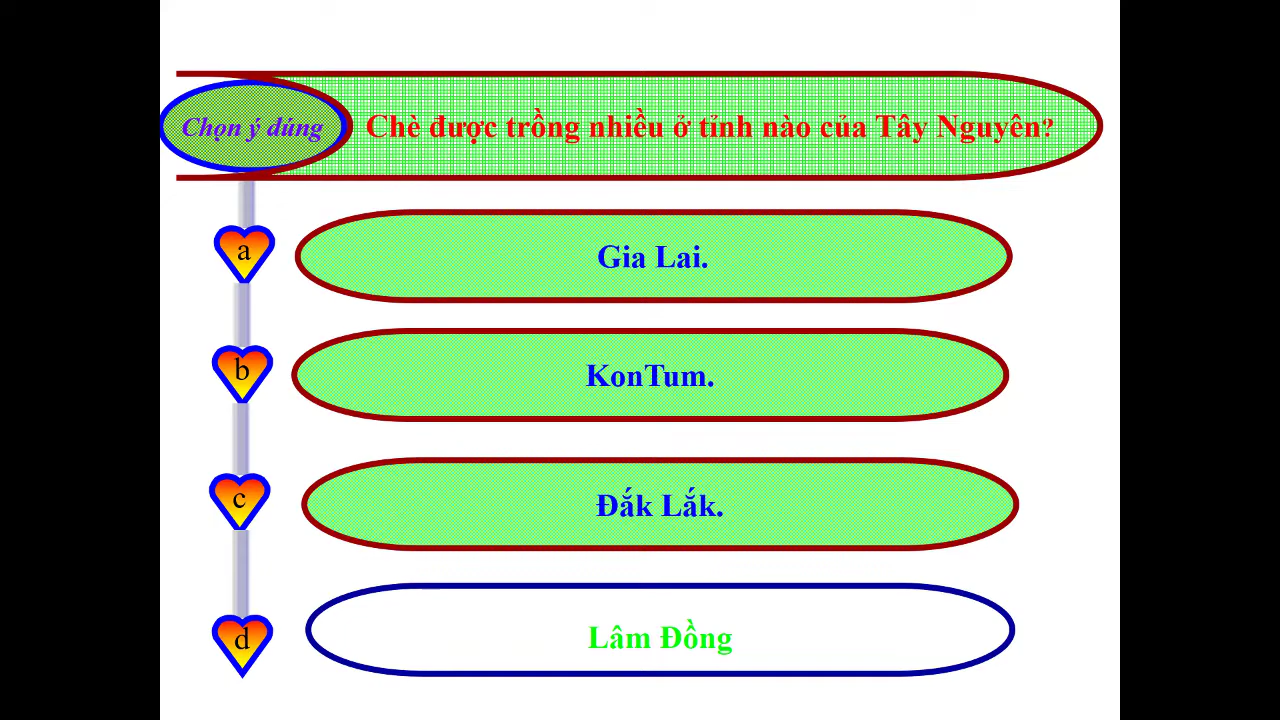 Chọn ý đúng
Chè được trồng nhiều ở tỉnh nào của Tây Nguyên?
a
Gia Lai.
b
KonTum.
c
Đắk Lắk.
d
Lâm Đồng